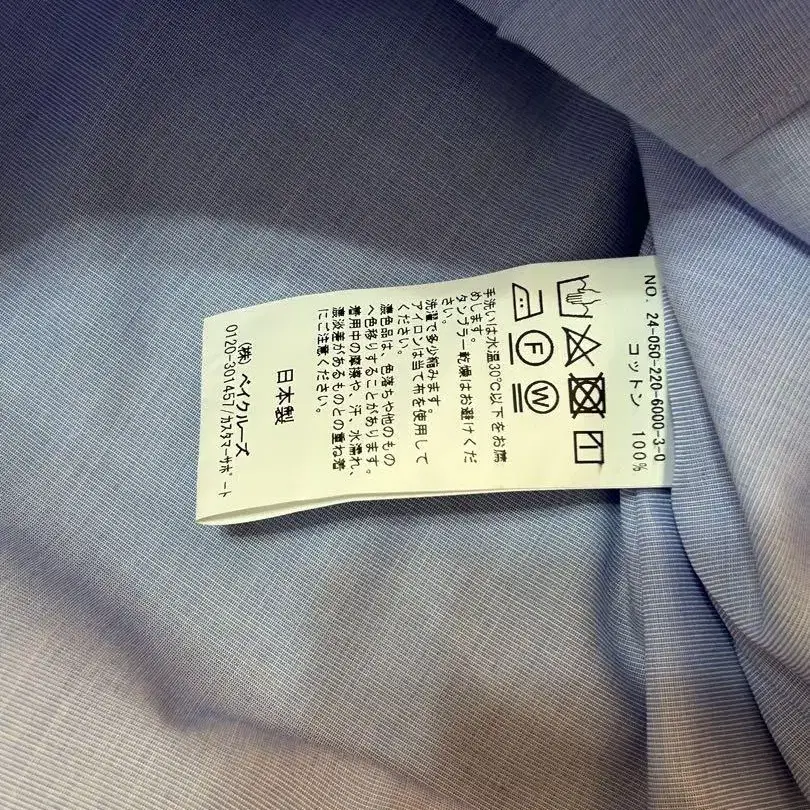 NO. 24-050-220-6000-3-0
コットン 100%
F
W
手洗いは水温30℃以下をお薦
めします。
タンブラー乾燥はお避けくだ
さい。
洗濯で多少縮みます。
アイロンは当て布を使用して
ください。
濃色品は、色落ちや他のもの
へ色移りすることがあります。
着用中の摩擦や、汗、水濡れ、
濃淡差があるものとの重ね着
にご注意ください。
日本製
(株) ベイクルーズ
0120-301457/カスタマーサポート